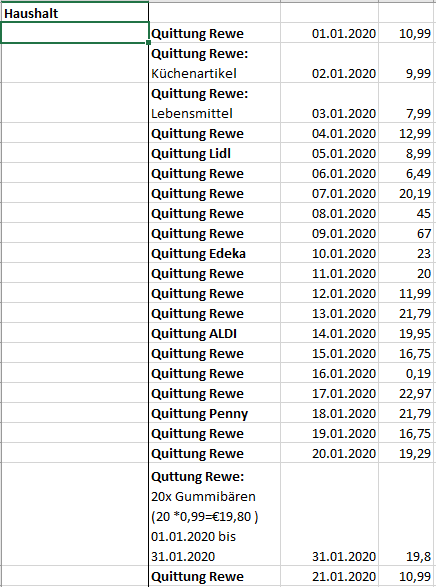 Haushalt
Quittung Rewe 01.01.2020 10,99
Quittung Rewe:
Küchenartikel 02.01.2020 9,99
Quittung Rewe:
Lebensmittel 03.01.2020 7,99
Quittung Rewe 04.01.2020 12,99
Quittung Lidl 05.01.2020 8,99
Quittung Rewe 06.01.2020 6,49
Quittung Rewe 07.01.2020 20,19
Quittung Rewe 08.01.2020 45
Quittung Rewe 09.01.2020 67
Quittung Edeka 10.01.2020 23
Quittung Rewe 11.01.2020 20
Quittung Rewe 12.01.2020 11,99
Quittung Rewe 13.01.2020 21,79
Quittung ALDI 14.01.2020 19,95
Quittung Rewe 15.01.2020 16,75
Quittung Rewe 16.01.2020 0,19
Quittung Rewe 17.01.2020 22,97
Quittung Penny 18.01.2020 21,79
Quittung Rewe 19.01.2020 16,75
Quittung Rewe 20.01.2020 19,29
Quttung Rewe:
20x Gummibären
(20 *0,99=€19,80 )
01.01.2020 bis
31.01.2020 31.01.2020 19,8
Quittung Rewe 21.01.2020 10,99